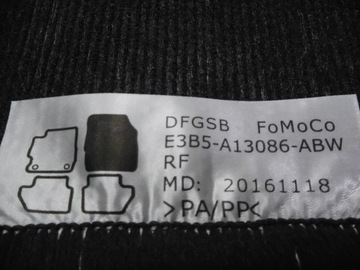 DFGSB FoMoCo
E3B5-A13086-ABW
RF
MD: 20161118
>PA/PP<